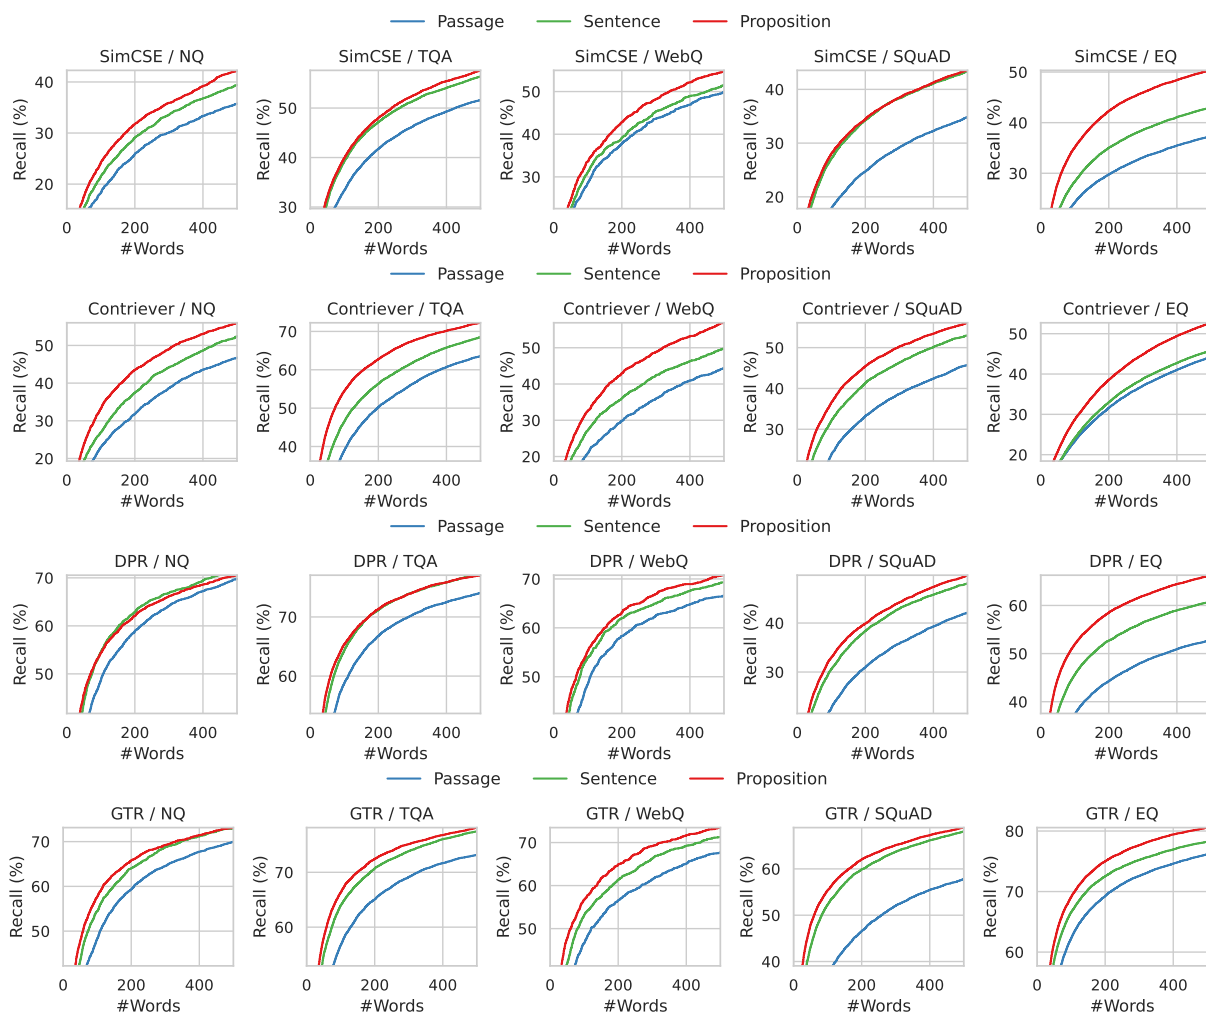 Passage Sentence Proposition
SimCSE / NQ SimCSE / TQA SimCSE / WebQ SimCSE / SQuAD SimCSE / EQ
Recall (%) 40 30 20 Recall (%) 50 40 30 Recall (%) 50 40 30 Recall (%) 40 30 20 Recall (%) 50 40 30
0 200 400 0 200 400 0 200 400 0 200 400 0 200 400
#Words #Words #Words #Words #Words
Passage Sentence Proposition
Contriever / NQ Contriever / TQA Contriever / WebQ Contriever / SQuAD Contriever / EQ
Recall (%) 50 40 30 20 Recall (%) 70 60 50 40 Recall (%) 50 40 30 20 Recall (%) 50 40 30 Recall (%) 50 40 30 20
0 200 400 0 200 400 0 200 400 0 200 400 0 200 400
#Words #Words #Words #Words #Words
Passage Sentence Proposition
DPR / NQ DPR / TQA DPR / WebQ DPR / SQuAD DPR / EQ
Recall (%) 70 60 50 Recall (%) 70 60 Recall (%) 70 60 50 Recall (%) 40 30 Recall (%) 60 50 40
0 200 400 0 200 400 0 200 400 0 200 400 0 200 400
#Words #Words #Words #Words #Words
Passage Sentence Proposition
GTR / NQ GTR / TQA GTR / WebQ GTR / SQuAD GTR / EQ
Recall (%) 70 60 50 Recall (%) 70 60 Recall (%) 70 60 50 Recall (%) 60 50 40 Recall (%) 80 70 60
0 200 400 0 200 400 0 200 400 0 200 400 0 200 400
#Words #Words #Words #Words #Words